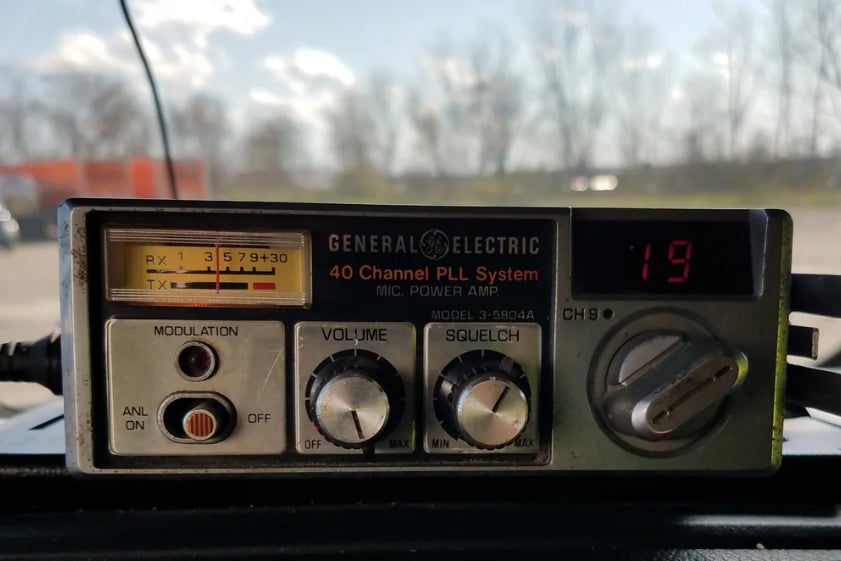 GENERAL GE ELECTRIC
40 Channel PLL System
MIC. POWER AMP.
MODEL 3-5804A
RX 1 3 5 7 9 +30
TX
19
CH 9
MODULATION
ANL
ON
OFF
VOLUME
OFF MAX
SQUELCH
MIN MAX